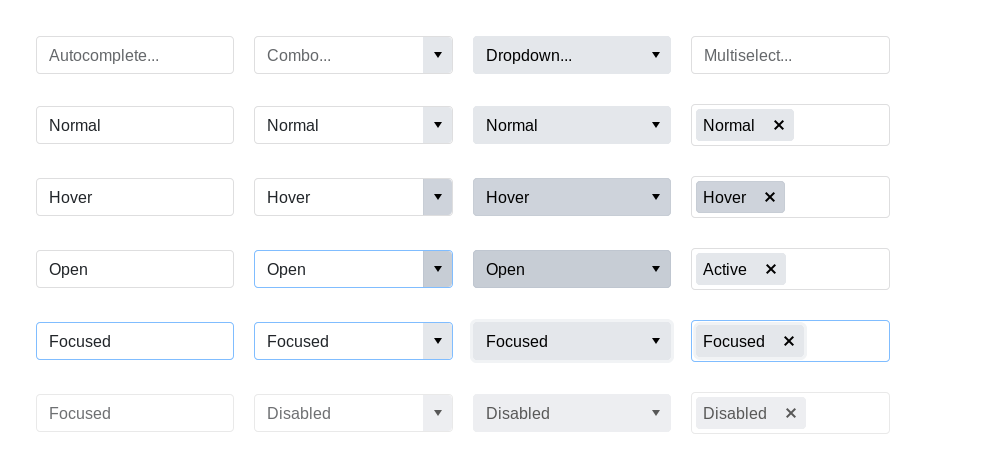 Autocomplete... Combo... Dropdown... Multiselect...
Normal Normal Normal Normal ✕
Hover Hover Hover Hover ✕
Open Open Open Active ✕
Focused Focused Focused Focused ✕
Focused Disabled Disabled Disabled ✕